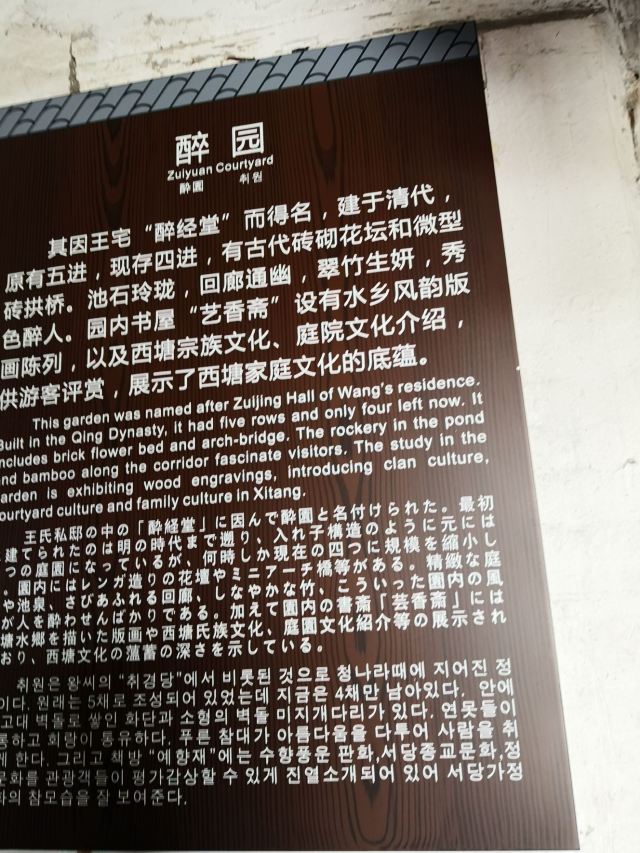 醉园
Zuiyuan Courtyard
酔園 취원
其因王宅“醉经堂”而得名，建于清代，
原有五进，现存四进，有古代砖砌花坛和微型
砖拱桥。池石玲珑，回廊通幽，翠竹生妍，秀
色醉人。园内书屋“艺香斋”设有水乡风韵版
画陈列，以及西塘宗族文化、庭院文化介绍，
供游客评赏，展示了西塘家庭文化的底蕴。
This garden was named after Zuijing Hall of Wang's residence.
Built in the Qing Dynasty, it had five rows and only four left now. It
includes brick flower bed and arch-bridge. The rockery in the pond
and bamboo along the corridor fascinate visitors. The study in the
garden is exhibiting wood engravings, introducing clan culture,
courtyard culture and family culture in Xitang.
王氏私邸の中の「酔経堂」に因んで酔園と名付けられた。最初
建てられたのは明の時代まで遡り、入れ子構造のように元には
つの庭園になっているが、何時しか現在の四つに規模を縮小し
、園内にはレンガ造りの花壇やミニアーチ橋等がある。精緻な庭
や池泉、さびあふれる回廊、しなやかな竹、こういった園内の風
が人を酔わせんばかりである。加えて園内の書斎「芸香斎」には
塘水郷を描いた版画や西塘氏族文化、庭園文化紹介等の展示され
おり、西塘文化の薀蓄の深さを示している。
취원은 왕씨의 "취경당"에서 비롯된 것으로 청나라때에 지어진 정
이다. 원래는 5채로 조성되어 있었는데 지금은 4채만 남아있다. 안에
고대 벽돌로 쌓인 화단과 소형의 벽돌 미지개다리가 있다. 연못들이
통하고 회랑이 통유하다. 푸른 참대가 아름다움을 다투어 사람을 취
게 한다. 그리고 책방 "예향재"에는 수향풍운 판화,서당종교문화,정
문화를 관광객들이 평가감상할 수 있게 진열소개되어 있어 서당가정
화의 참모습을 잘 보여준다.